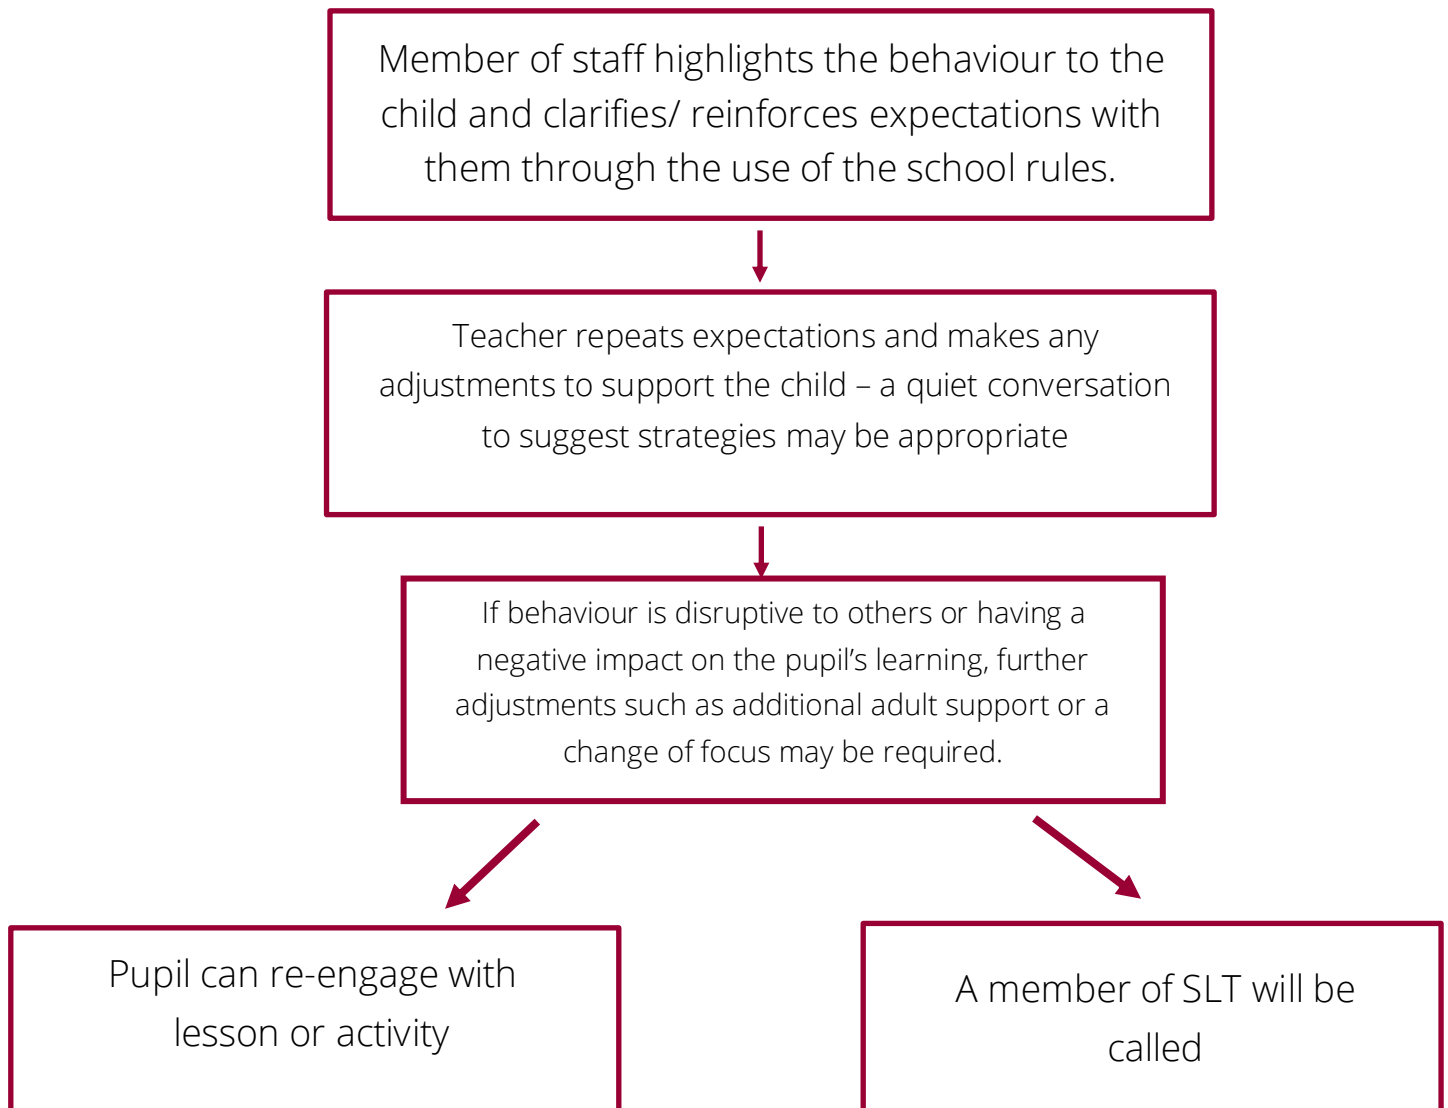 Member of staff highlights the behaviour to the
child and clarifies/ reinforces expectations with
them through the use of the school rules.
Teacher repeats expectations and makes any
adjustments to support the child – a quiet conversation
to suggest strategies may be appropriate
If behaviour is disruptive to others or having a
negative impact on the pupil’s learning, further
adjustments such as additional adult support or a
change of focus may be required.
Pupil can re-engage with
lesson or activity
A member of SLT will be
called